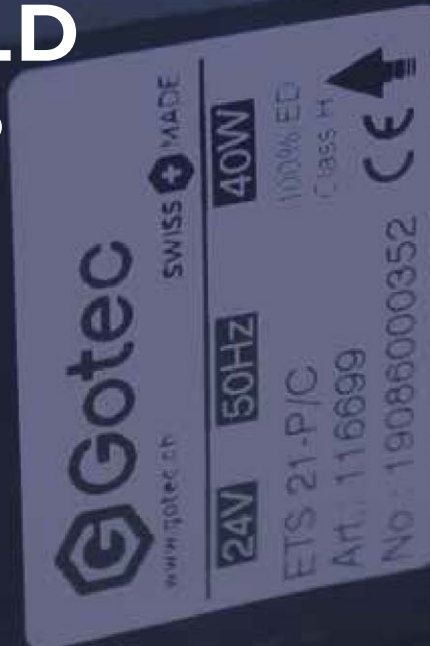 LD
Gotec
www.gotec.ch
SWISS MADE
24V 50Hz 40W
ETS 21-P/C 100% ED
Art.: 116699 Class H
No.: 19086000352 CE